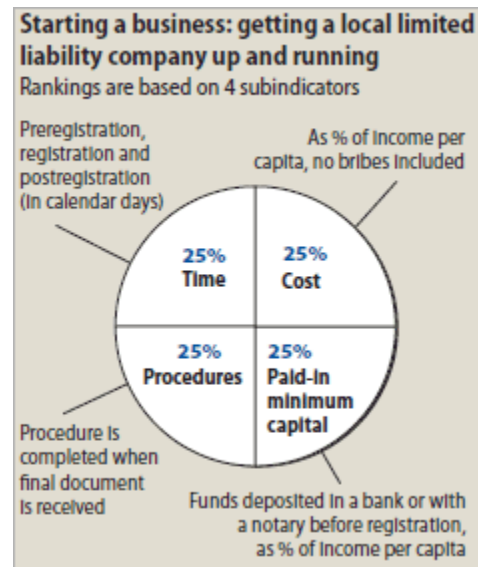 Starting a business: getting a local limited
liability company up and running
Rankings are based on 4 subindicators
Preregistration,
registration and
postregistration
(in calendar days)
As % of income per
capita, no bribes included
25%
Time
25%
Cost
25%
Procedures
25%
Paid-in
minimum
capital
Procedure is
completed when
final document
is received
Funds deposited in a bank or with
a notary before registration,
as % of income per capita